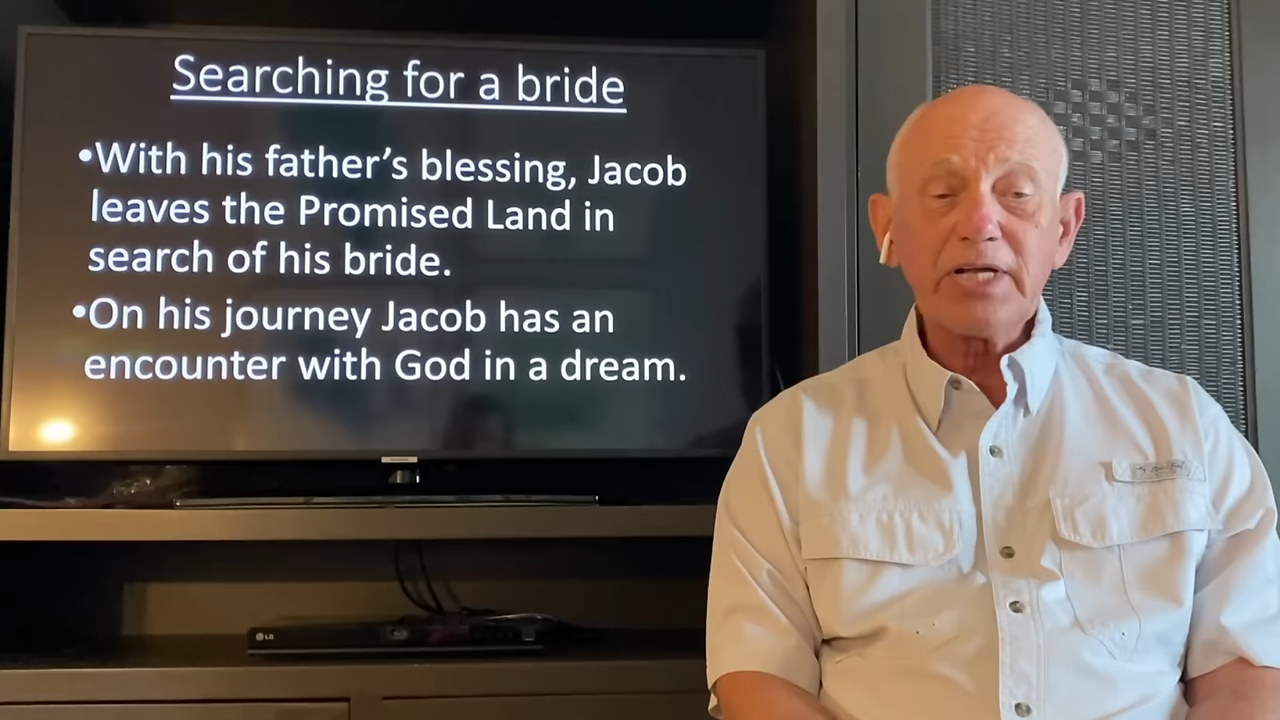 Searching for a bride
•With his father's blessing, Jacob
leaves the Promised Land in
search of his bride.
•On his journey Jacob has an
encounter with God in a dream.
LG